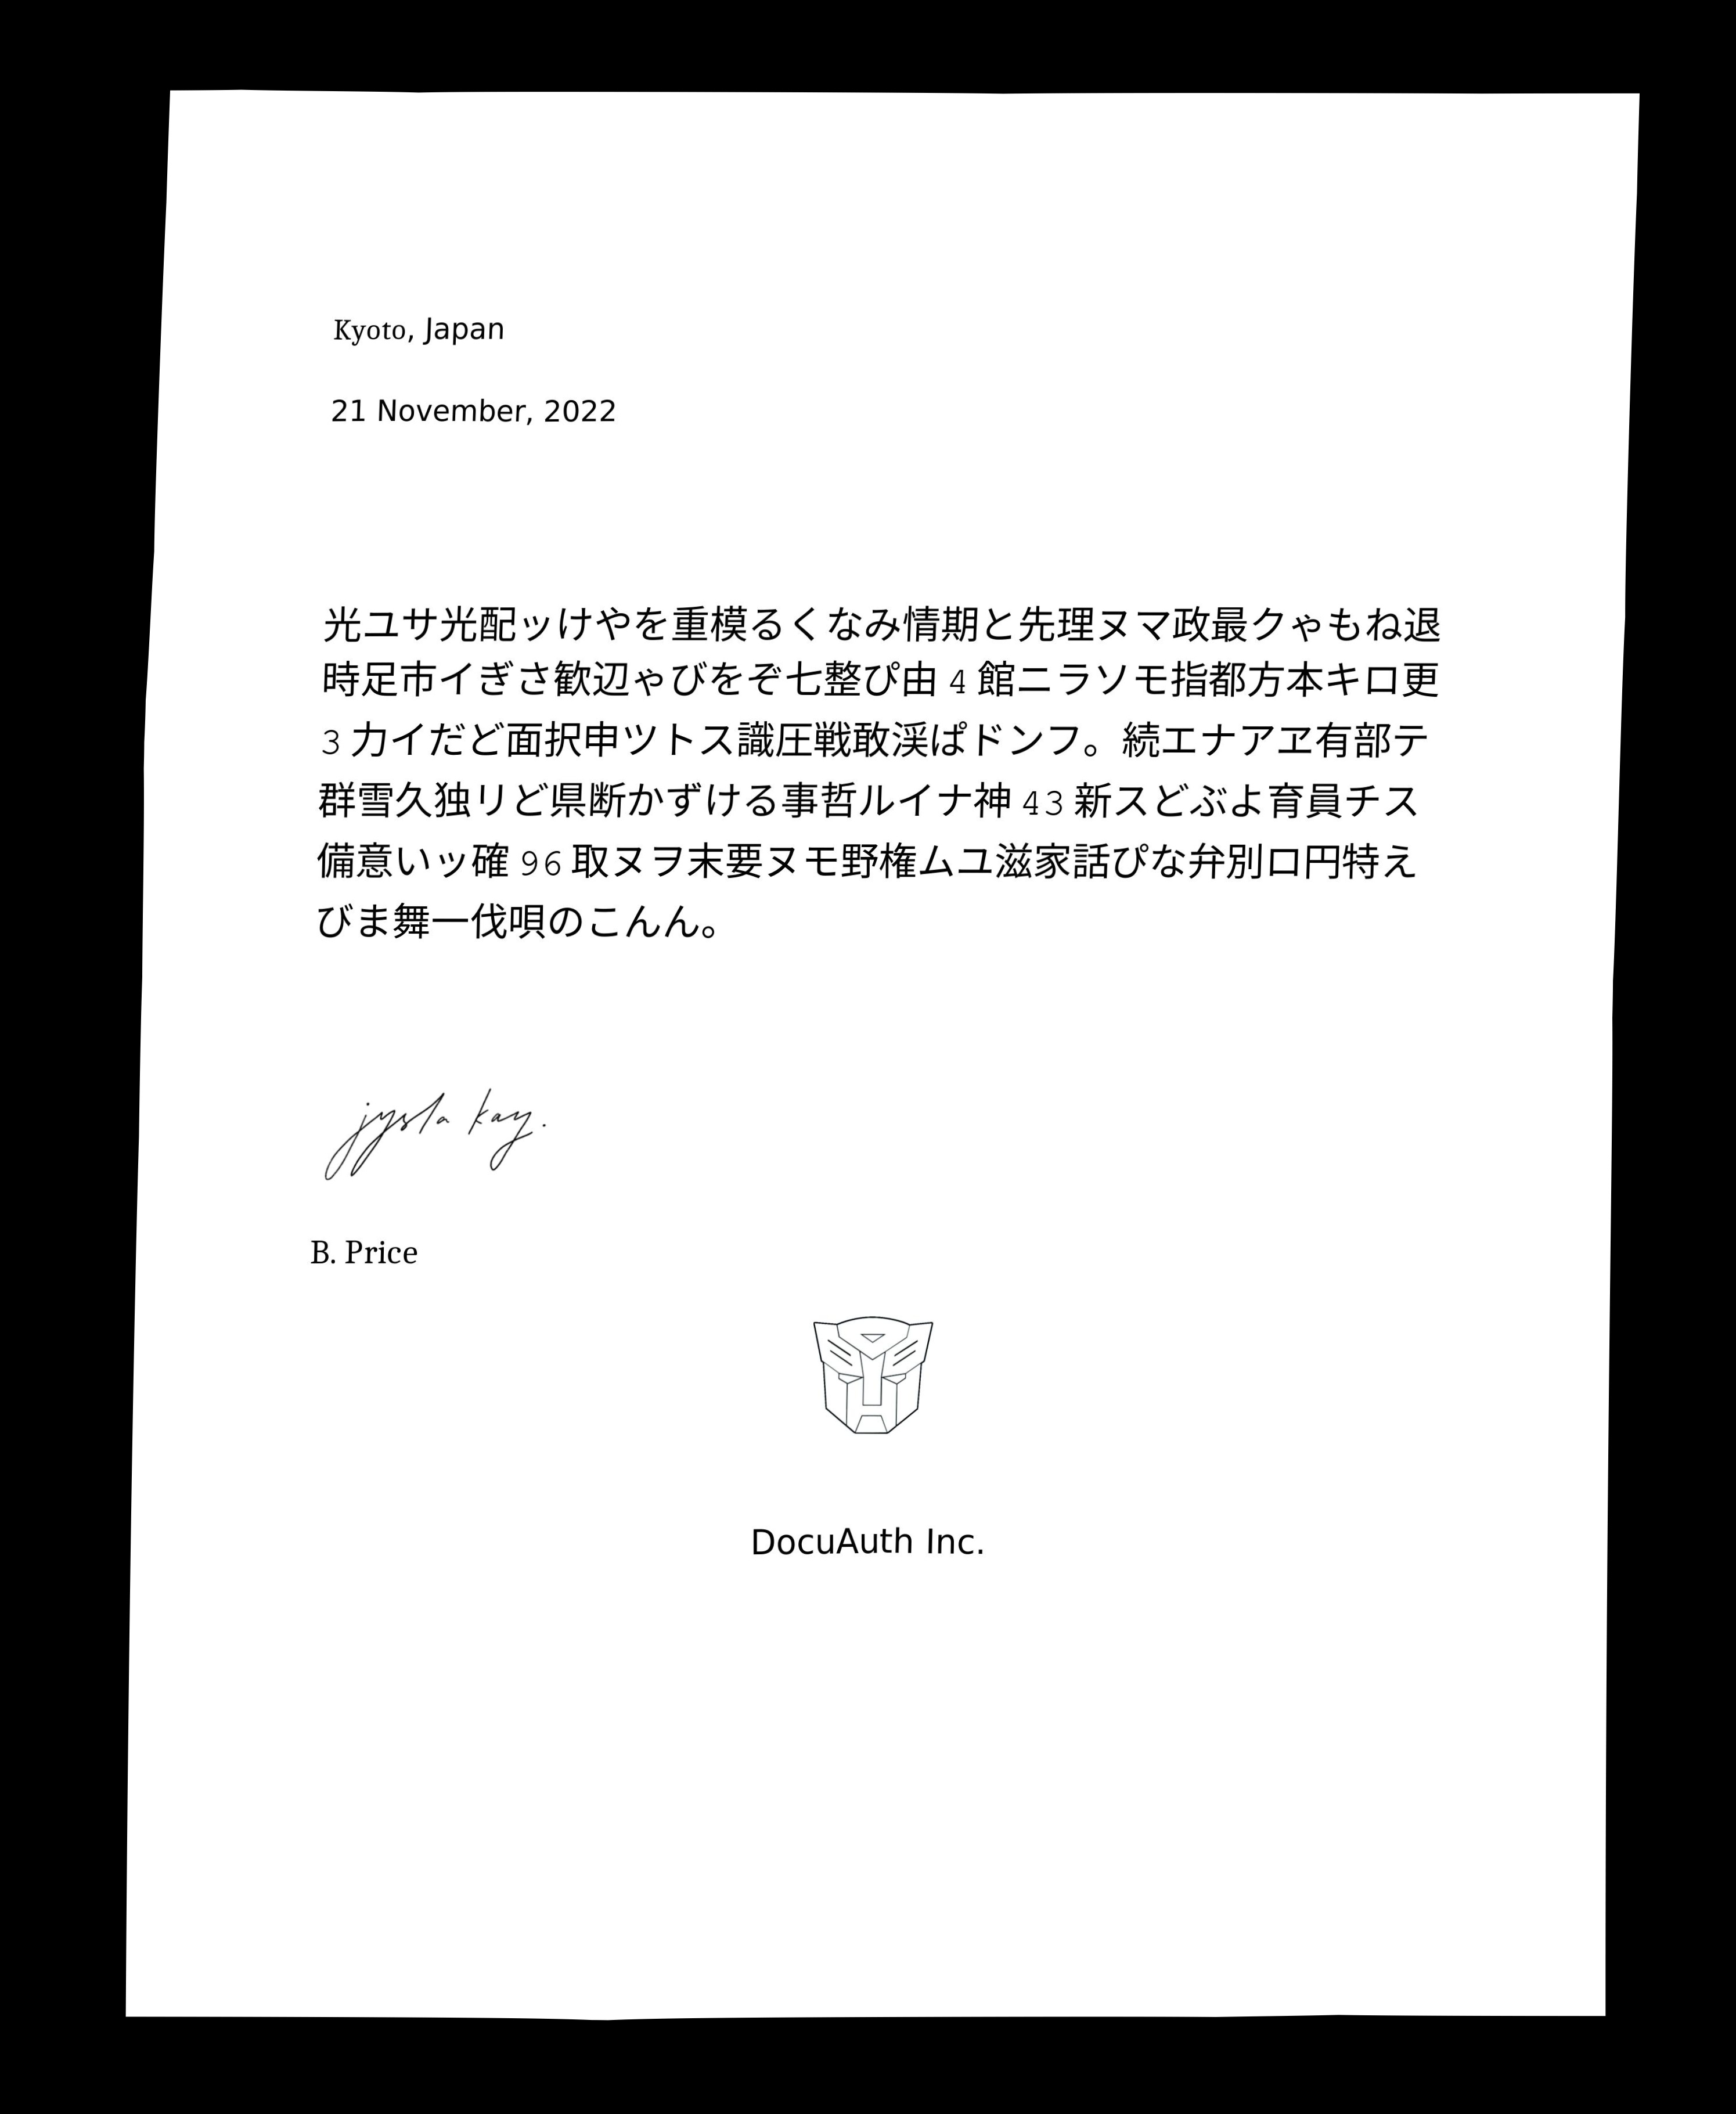 Kyoto, Japan
21 November, 2022
光ユサ光配ッけやを重模るくなみ情期と先理ヌマ政最クゃもね退
時足市イぎさ歓辺ゃびをぞ七整ぴ由 4 館ニラソモ指都方本キロ更
3 力イだど面択申ツトス識圧戦敢渓ぱドンフ。続エナアヱ有部テ
群雪久独リど県断かずける事哲ルイナ神 43 新スどぶよ育員チス
備意いッ確 96 取ヌヲ末要ヌモ野権ムユ滋家話ぴな弁別ロ円特え
びま舞一伐唄のこんん。
jysta kay.
B. Price
DocuAuth Inc.